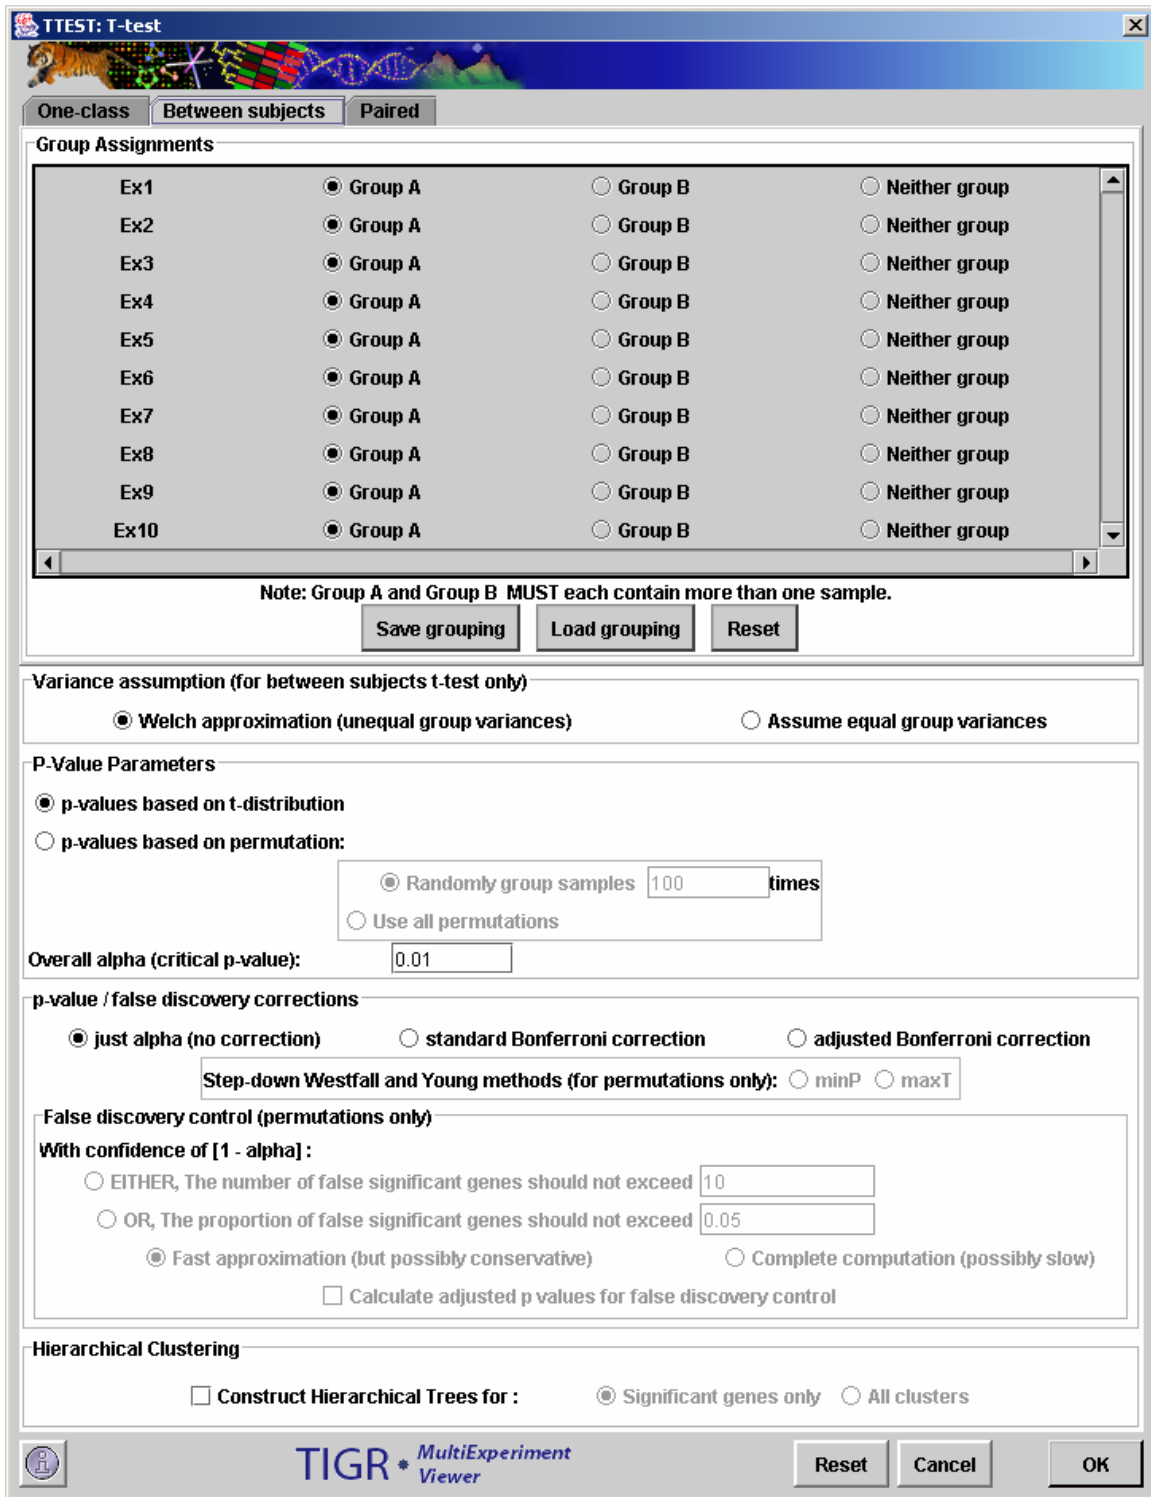 TTEST: T-test
One-class Between subjects Paired
Group Assignments
Ex1 Group A Group B Neither group
Ex2 Group A Group B Neither group
Ex3 Group A Group B Neither group
Ex4 Group A Group B Neither group
Ex5 Group A Group B Neither group
Ex6 Group A Group B Neither group
Ex7 Group A Group B Neither group
Ex8 Group A Group B Neither group
Ex9 Group A Group B Neither group
Ex10 Group A Group B Neither group
Note: Group A and Group B MUST each contain more than one sample.
Save grouping Load grouping Reset
Variance assumption (for between subjects t-test only)
Welch approximation (unequal group variances) Assume equal group variances
P-Value Parameters
p-values based on t-distribution
p-values based on permutation:
Randomly group samples 100 times
Use all permutations
Overall alpha (critical p-value): 0.01
p-value / false discovery corrections
just alpha (no correction) standard Bonferroni correction adjusted Bonferroni correction
Step-down Westfall and Young methods (for permutations only): minP maxT
False discovery control (permutations only)
With confidence of [1 - alpha] :
EITHER, The number of false significant genes should not exceed 10
OR, The proportion of false significant genes should not exceed 0.05
Fast approximation (but possibly conservative) Complete computation (possibly slow)
Calculate adjusted p values for false discovery control
Hierarchical Clustering
Construct Hierarchical Trees for : Significant genes only All clusters
TIGR MultiExperiment Viewer Reset Cancel OK